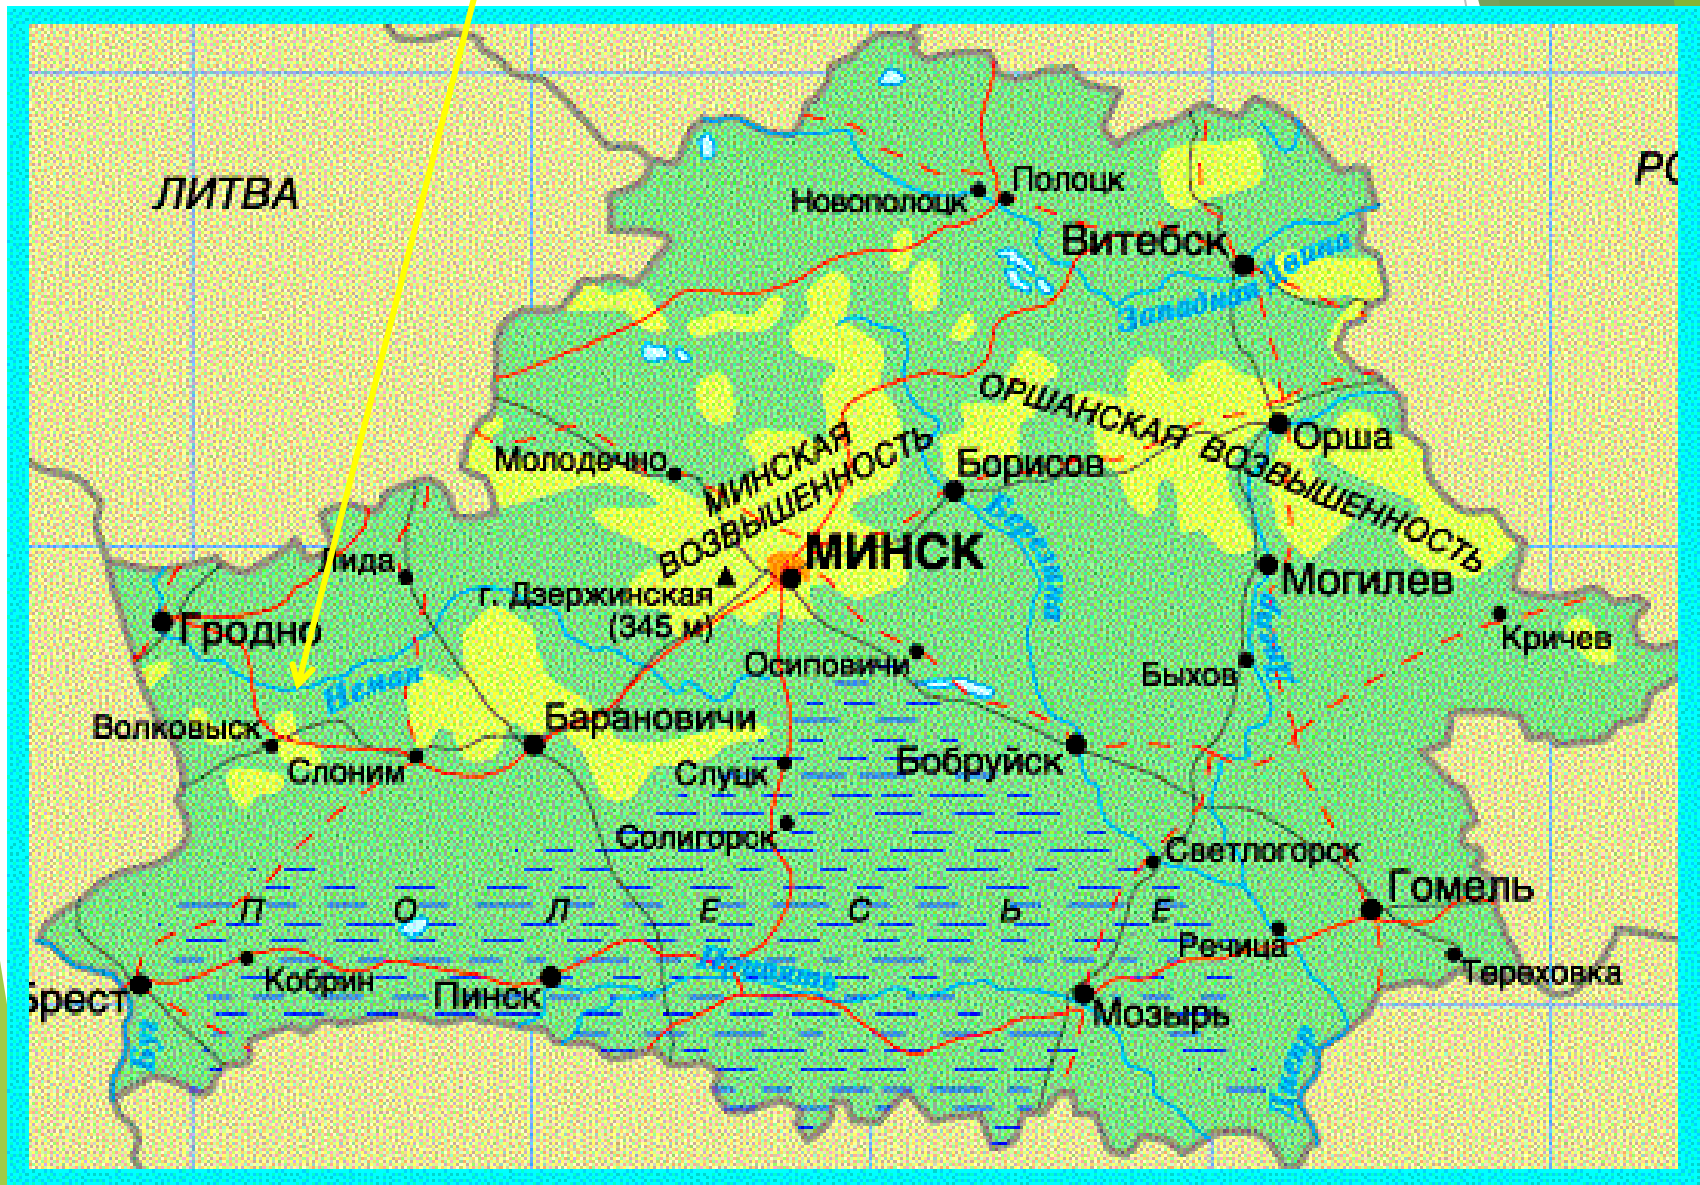 ЛИТВА
РО
Полоцк
Новополоцк
Витебск
Западная Двина
ОРШАНСКАЯ ВОЗВЫШЕННОСТЬ
Орша
МИНСКАЯ
ВОЗВЫШЕННОСТЬ
Молодечно
Борисов
Березина
МИНСК
Лида
г. Дзержинская
(345 м)
Могилев
Днепр
Гродно
Кричев
Осиповичи
Быхов
Неман
Волковыск
Барановичи
Слоним
Слуцк
Бобруйск
Солигорск
Светлогорск
Гомель
ПОЛЕСЬЕ
Речица
Припять
Кобрин
Тереховка
Брест
Пинск
Мозырь
Буг
Днепр